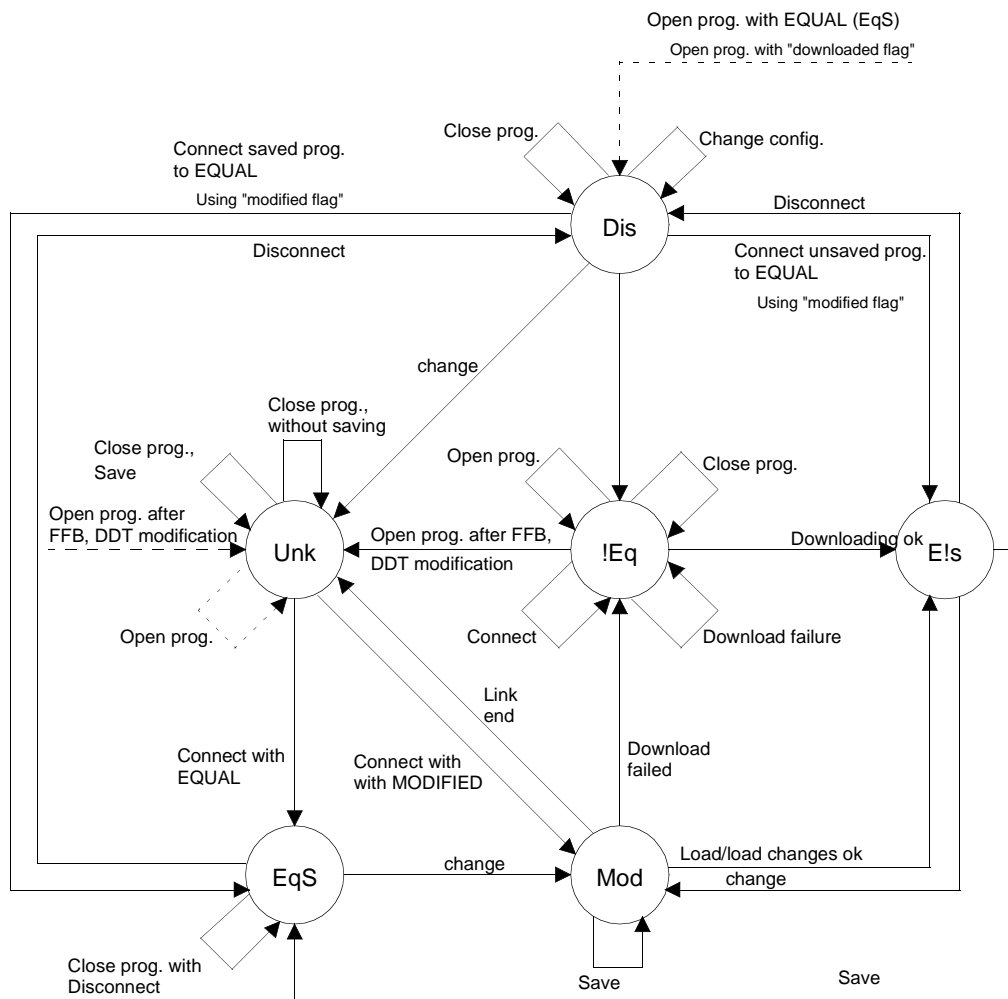 Open prog. with EQUAL (EqS)
Open prog. with "downloaded flag"
Close prog.
Change config.
Connect saved prog.
to EQUAL
Using "modified flag"
Dis
Disconnect
Disconnect
Connect unsaved prog.
to EQUAL
Using "modified flag"
change
Close prog.,
without saving
Close prog.,
Save
Open prog.
Close prog.
Open prog. after
FFB, DDT modification
Unk
Open prog. after FFB,
DDT modification
!Eq
Downloading ok
E!s
Open prog.
Connect
Download failure
Link
end
Connect with
EQUAL
Connect with
with MODIFIED
Download
failed
EqS
change
Mod
Load/load changes ok
change
Close prog. with
Disconnect
Save
Save